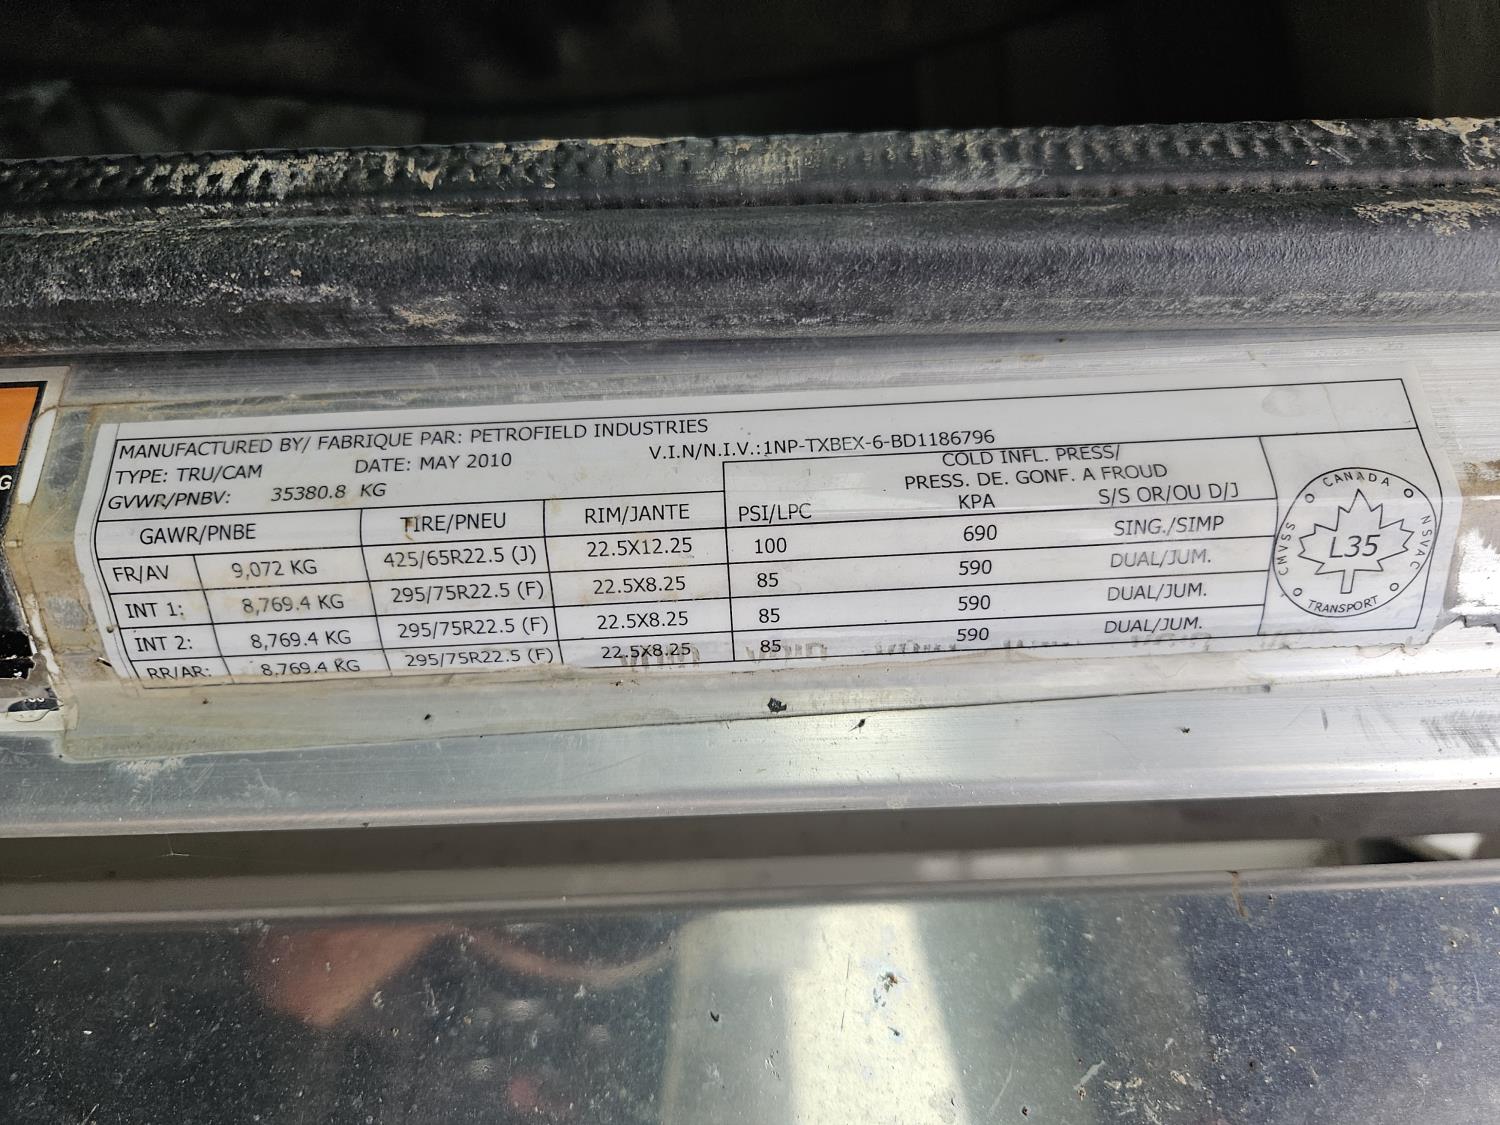 MANUFACTURED BY/ FABRIQUE PAR: PETROFIELD INDUSTRIES
TYPE: TRU/CAM DATE: MAY 2010 V.I.N/N.I.V.:1NP-TXBEX-6-BD1186796
GVWR/PNBV: 35380.8 KG
COLD INFL. PRESS/
PRESS. DE. GONF. A FROUD
GAWR/PNBE TIRE/PNEU RIM/JANTE PSI/LPC KPA S/S OR/OU D/J
FR/AV 9,072 KG 425/65R22.5 (J) 22.5X12.25 100 690 SING./SIMP
INT 1: 8,769.4 KG 295/75R22.5 (F) 22.5X8.25 85 590 DUAL/JUM.
INT 2: 8,769.4 KG 295/75R22.5 (F) 22.5X8.25 85 590 DUAL/JUM.
RR/AR: 8,769.4 KG 295/75R22.5 (F) 22.5X8.25 85 590 DUAL/JUM.
CANADA
CMVSS
NSVAC
L35
TRANSPORT
G